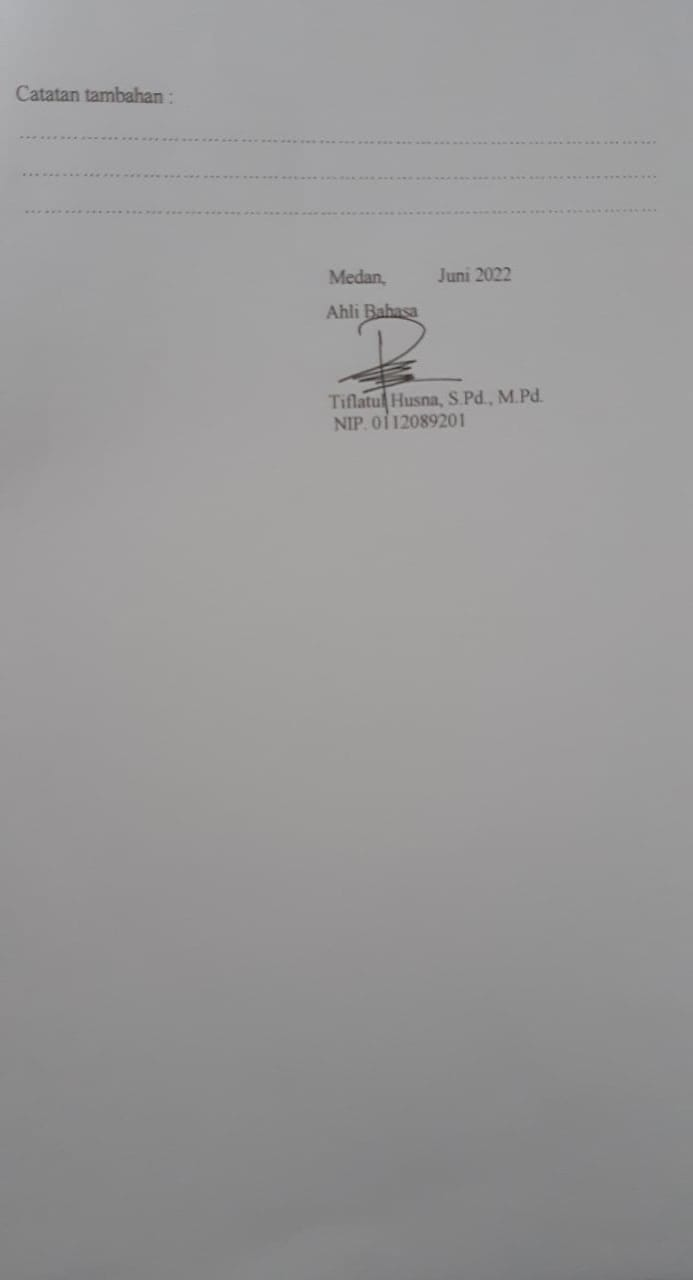 Catatan tambahan :
................................................................................................
................................................................................................
................................................................................................
Medan, Juni 2022
Ahli Bahasa
Tiflatul Husna, S.Pd., M.Pd.
NIP. 0112089201